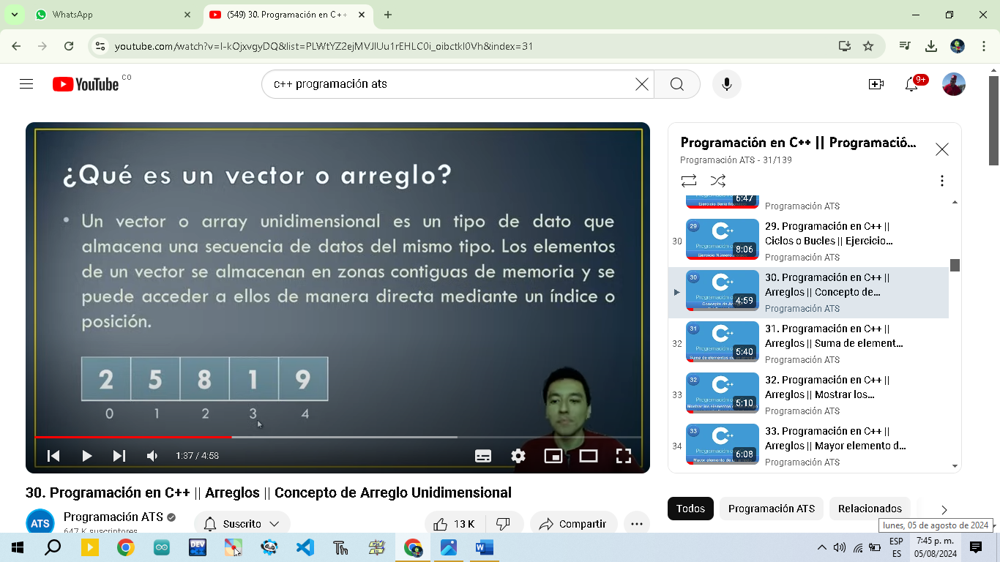 WhatsApp
(549) 30. Programación en C++
youtube.com/watch?v=l-kOjxvgyDQ&list=PLWtYZ2ejMVJlUu1rEHLC0i_oibctkl0Vh&index=31
YouTube CO
c++ programación ats
9+
¿Qué es un vector o arreglo?
• Un vector o array unidimensional es un tipo de dato que
almacena una secuencia de datos del mismo tipo. Los elementos
de un vector se almacenan en zonas contiguas de memoria y se
puede acceder a ellos de manera directa mediante un índice o
posición.
2 5 8 1 9
0 1 2 3 4
1:37 / 4:58
30. Programación en C++ || Arreglos || Concepto de Arreglo Unidimensional
ATS
Programación ATS
647 K suscriptores
Suscrito
13 K
Compartir
Programación en C++ || Programació...
Programación ATS - 31/139
6:47
Programación ATS
30
29
C++
8:06
29. Programación en C++ ||
Ciclos o Bucles || Ejercicio...
Programación ATS
30
C++
4:59
30. Programación en C++ ||
Arreglos || Concepto de...
Programación ATS
32
31
C++
5:40
31. Programación en C++ ||
Arreglos || Suma de element...
Programación ATS
33
32
C++
5:10
32. Programación en C++ ||
Arreglos || Mostrar los...
Programación ATS
34
33
C++
6:08
33. Programación en C++ ||
Arreglos || Mayor elemento d...
Programación ATS
Todos
Programación ATS
Relacionados
lunes, 05 de agosto de 2024
DEV
ESP
ES
7:45 p. m.
05/08/2024